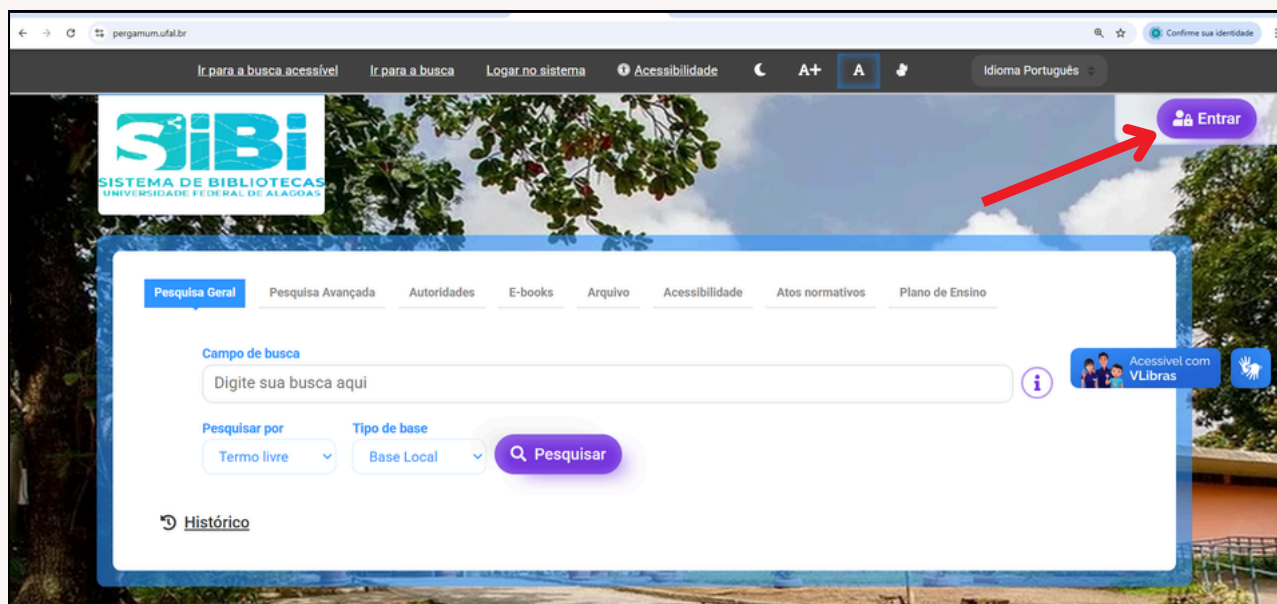 pergamum.ufal.br
Confirme sua identidade
Ir para a busca acessível Ir para a busca Logar no sistema Acessibilidade A+ A Idioma Português
Entrar
SiBi
SISTEMA DE BIBLIOTECAS
UNIVERSIDADE FEDERAL DE ALAGOAS
Pesquisa Geral Pesquisa Avançada Autoridades E-books Arquivo Acessibilidade Atos normativos Plano de Ensino
Campo de busca
Digite sua busca aqui
i
Acessível com
VLibras
Pesquisar por Tipo de base
Termo livre Base Local Pesquisar
Histórico